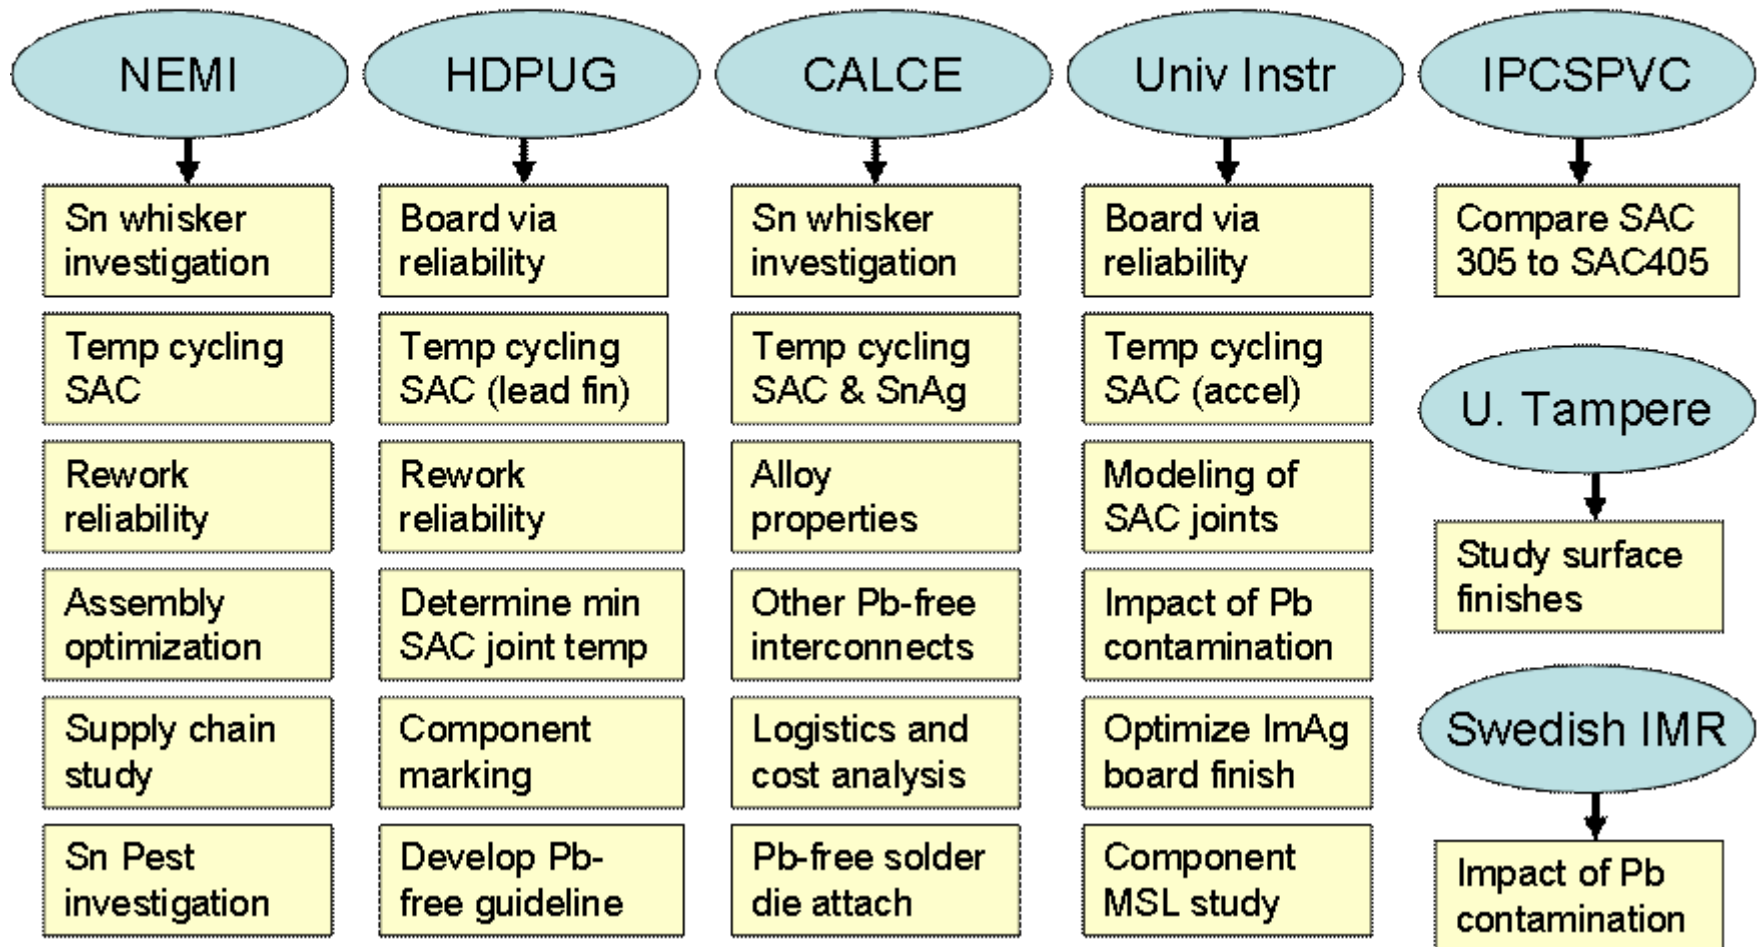 NEMI
Sn whisker
investigation
Temp cycling
SAC
Rework
reliability
Assembly
optimization
Supply chain
study
Sn Pest
investigation
HDPUG
Board via
reliability
Temp cycling
SAC (lead fin)
Rework
reliability
Determine min
SAC joint temp
Component
marking
Develop Pb-
free guideline
CALCE
Sn whisker
investigation
Temp cycling
SAC & SnAg
Alloy
properties
Other Pb-free
interconnects
Logistics and
cost analysis
Pb-free solder
die attach
Univ Instr
Board via
reliability
Temp cycling
SAC (accel)
Modeling of
SAC joints
Impact of Pb
contamination
Optimize ImAg
board finish
Component
MSL study
IPCSPVC
Compare SAC
305 to SAC405
U. Tampere
Study surface
finishes
Swedish IMR
Impact of Pb
contamination